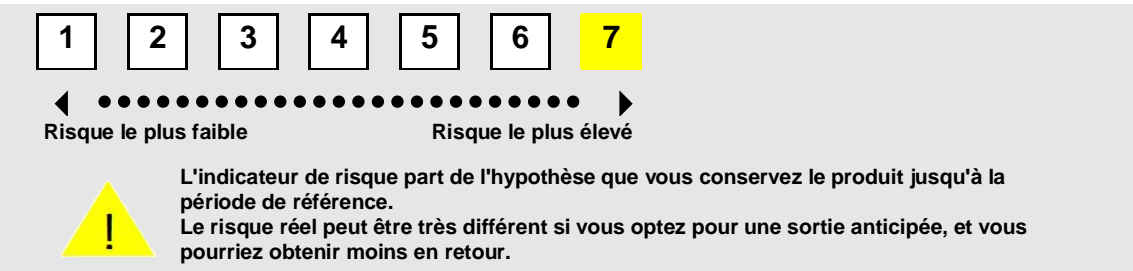 1 2 3 4 5 6 7
Risque le plus faible Risque le plus élevé
L'indicateur de risque part de l'hypothèse que vous conservez le produit jusqu'à la
période de référence.
Le risque réel peut être très différent si vous optez pour une sortie anticipée, et vous
pourriez obtenir moins en retour.
!